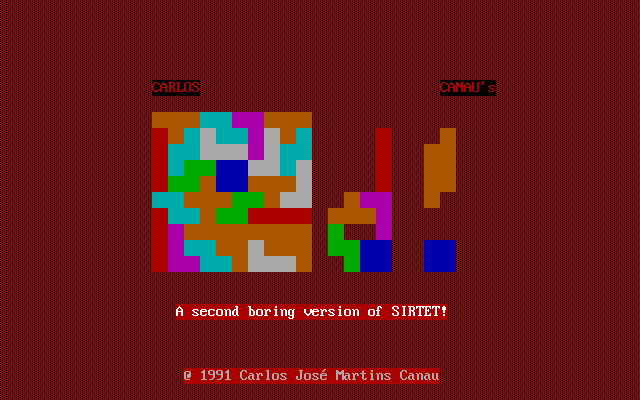 CARLOS CANAU's
A second boring version of SIRTET!
@ 1991 Carlos José Martins Canau